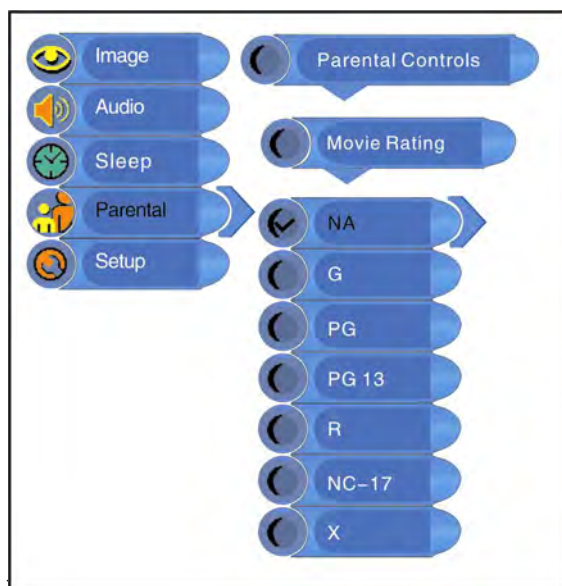 Image
Audio
Sleep
Parental
Setup
Parental Controls
Movie Rating
NA
G
PG
PG 13
R
NC-17
X